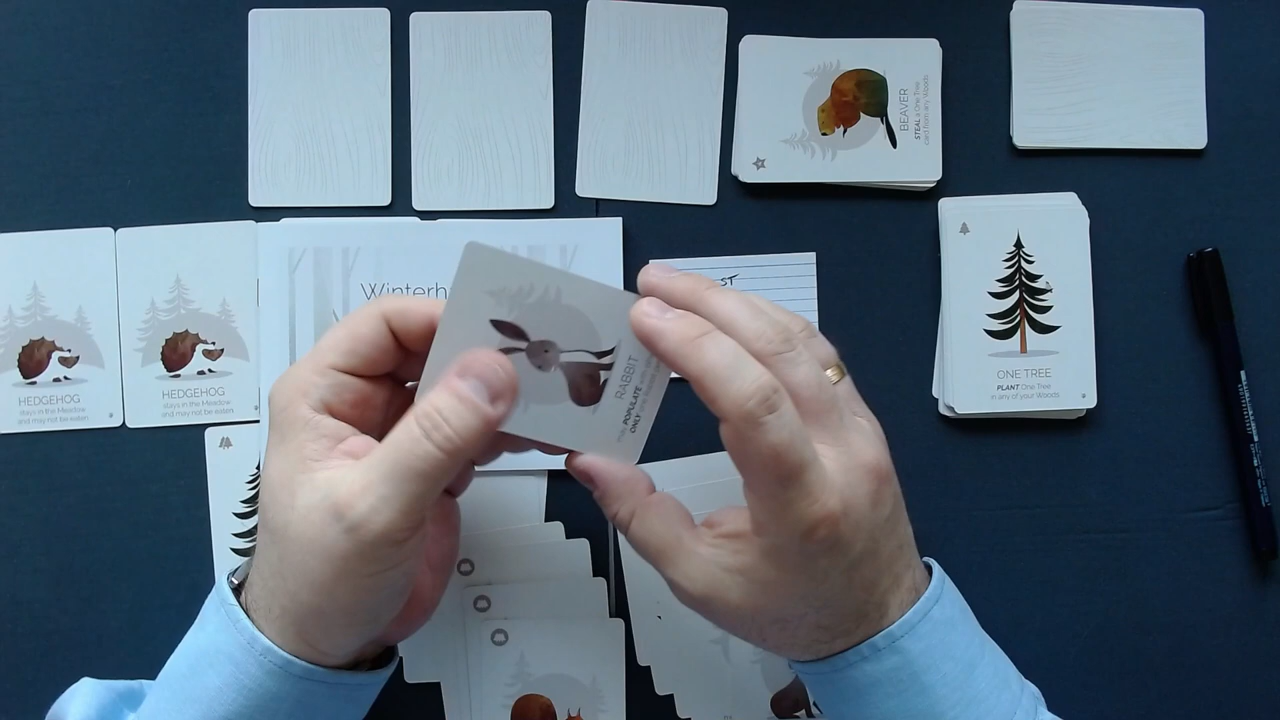 BEAVER
STEAL a One Tree
card from any Woods
Winterh
ST
HEDGEHOG
stays in the Meadow
and may not be eaten.
HEDGEHOG
stays in the Meadow
and may not be eaten.
RABBIT
POPULATE
ONLY
ONE TREE
PLANT One Tree
in any of your Woods